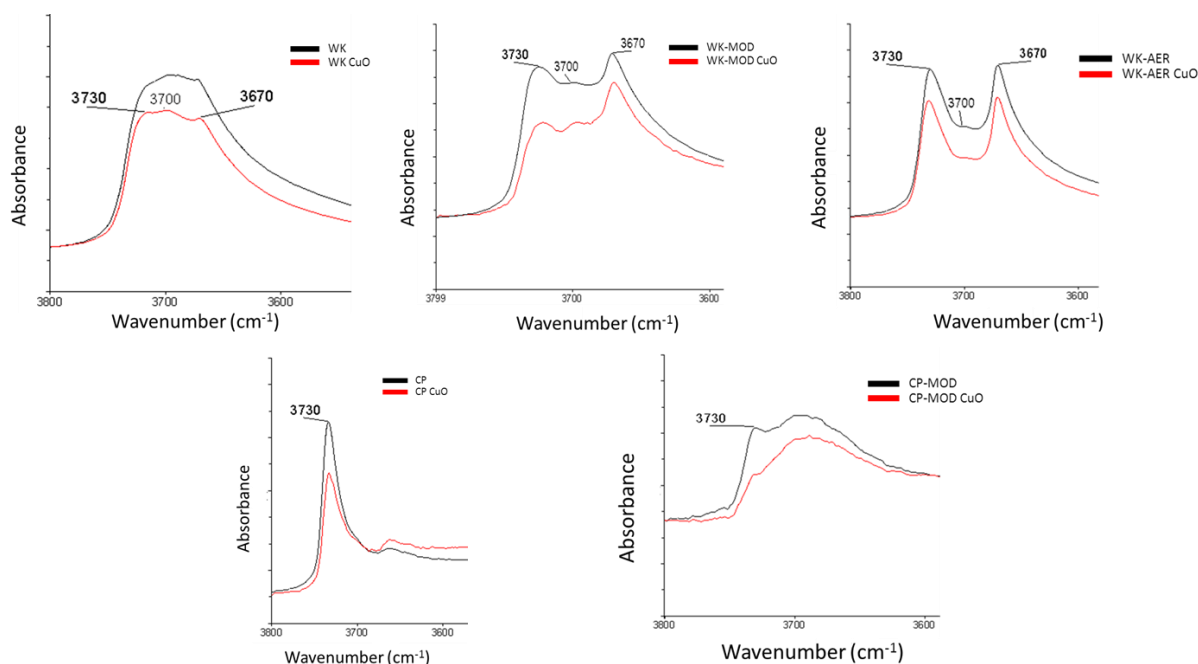 WK
WK CuO
3730
3700
3670
Absorbance
3800
3700
3600
Wavenumber (cm-1)
WK-MOD
WK-MOD CuO
3730
3700
3670
Absorbance
3799
3700
3600
Wavenumber (cm-1)
WK-AER
WK-AER CuO
3730
3700
3670
Absorbance
3800
3700
3600
Wavenumber (cm-1)
CP
CP CuO
3730
Absorbance
3800
3700
3600
Wavenumber (cm-1)
CP-MOD
CP-MOD CuO
3730
Absorbance
3800
3700
3600
Wavenumber (cm-1)